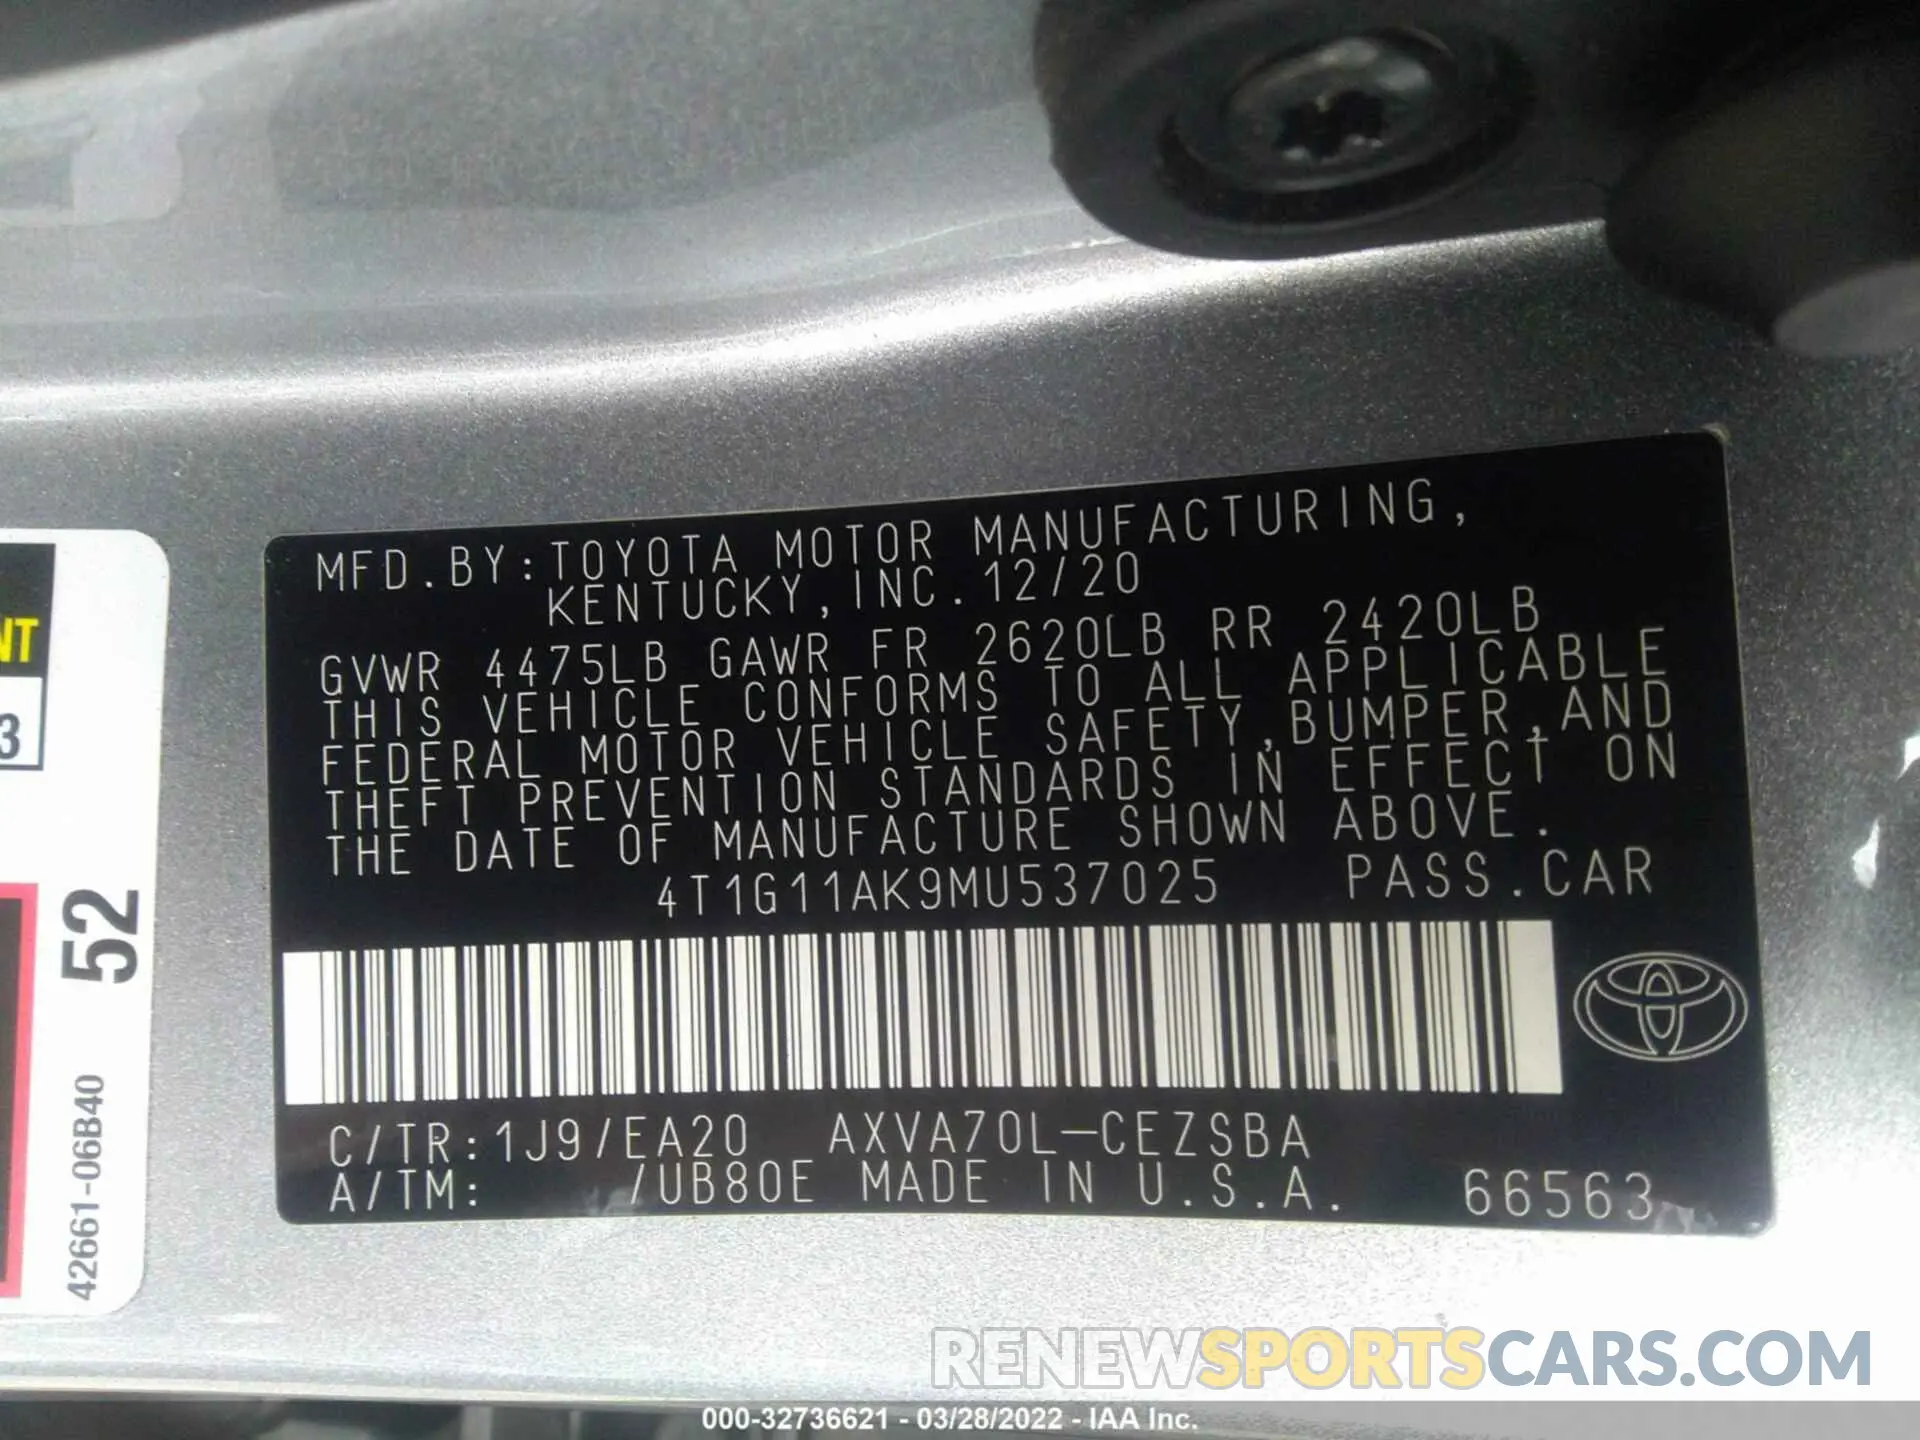 MFD.BY:TOYOTA MOTOR MANUFACTURING,
KENTUCKY,INC.12/20
GVWR 4475LB GAWR FR 2620LB RR 2420LB
THIS VEHICLE CONFORMS TO ALL APPLICABLE
FEDERAL MOTOR VEHICLE SAFETY,BUMPER,AND
THEFT PREVENTION STANDARDS IN EFFECT ON
THE DATE OF MANUFACTURE SHOWN ABOVE.
4T1G11AK9MU537025 PASS.CAR
C/TR:1J9/EA20 AXVA70L-CEZSBA
A/TM: /UB80E MADE IN U.S.A. 66563
NT
3
52
42661-06B40
RENEWSPORTSCARS.COM
000-32736621 - 03/28/2022 - IAA Inc.